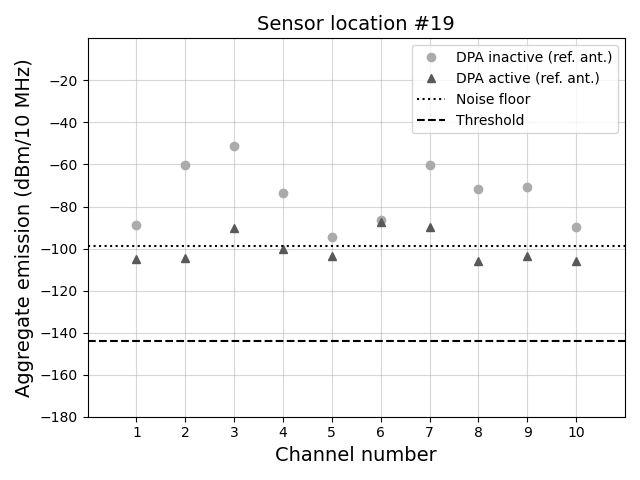 Sensor location #19
DPA inactive (ref. ant.)
DPA active (ref. ant.)
Noise floor
Threshold
Aggregate emission (dBm/10 MHz)
−20
−40
−60
−80
−100
−120
−140
−160
−180
1 2 3 4 5 6 7 8 9 10
Channel number